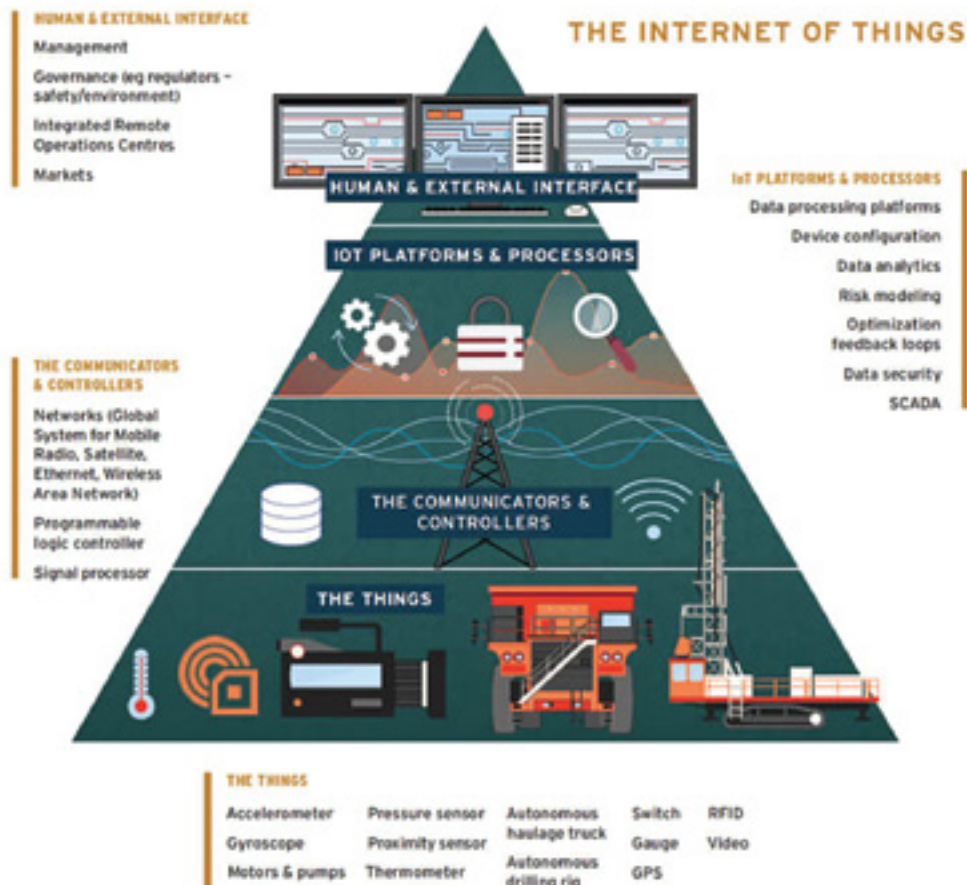 THE INTERNET OF THINGS
HUMAN & EXTERNAL INTERFACE
Management
Governance (eg regulators –
safety/environment)
Integrated Remote
Operations Centres
Markets
HUMAN & EXTERNAL INTERFACE
IoT PLATFORMS & PROCESSORS
Data processing platforms
Device configuration
Data analytics
Risk modeling
Optimization
feedback loops
Data security
SCADA
IOT PLATFORMS & PROCESSORS
THE COMMUNICATORS
& CONTROLLERS
Networks (Global
System for Mobile
Radio, Satellite,
Ethernet, Wireless
Area Network)
Programmable
logic controller
Signal processor
THE COMMUNICATORS &
CONTROLLERS
THE THINGS
THE THINGS
Accelerometer
Gyroscope
Motors & pumps
Pressure sensor
Proximity sensor
Thermometer
Autonomous
haulage truck
Autonomous
drilling rig
Switch
Gauge
GPS
RFID
Video